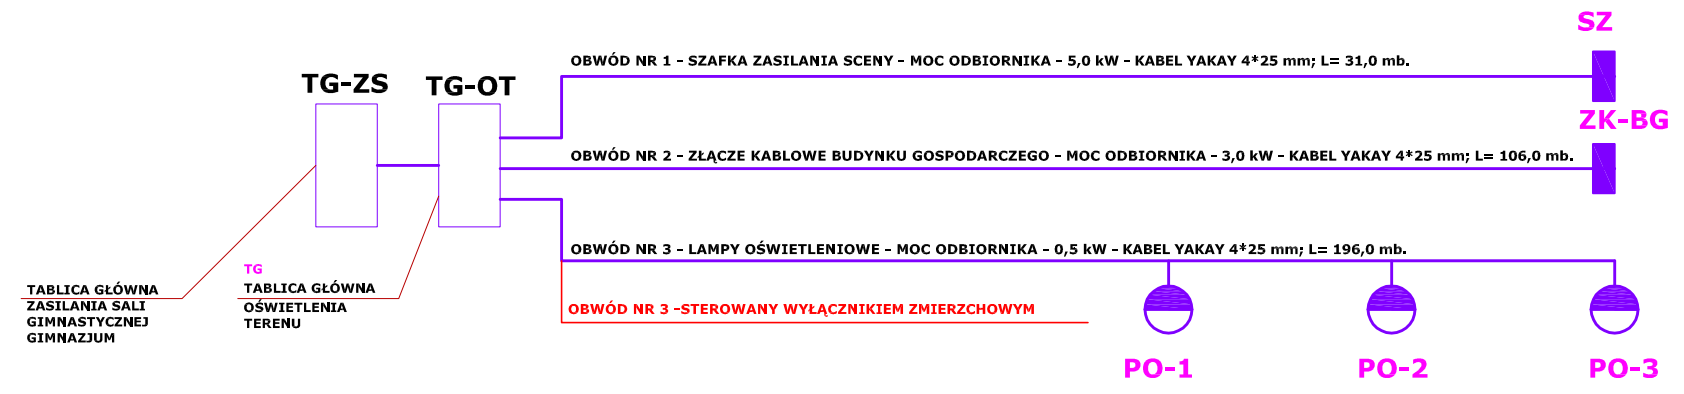 SZ
OBWÓD NR 1 - SZAFKA ZASILANIA SCENY - MOC ODBIORNIKA - 5,0 kW - KABEL YAKAY 4*25 mm; L= 31,0 mb.
TG-ZS
TG-OT
ZK-BG
OBWÓD NR 2 - ZŁĄCZE KABLOWE BUDYNKU GOSPODARCZEGO - MOC ODBIORNIKA - 3,0 kW - KABEL YAKAY 4*25 mm; L= 106,0 mb.
OBWÓD NR 3 - LAMPY OŚWIETLENIOWE - MOC ODBIORNIKA - 0,5 kW - KABEL YAKAY 4*25 mm; L= 196,0 mb.
TABLICA GŁÓWNA
ZASILANIA SALI
GIMNASTYCZNEJ
GIMNAZJUM
TG
TABLICA GŁÓWNA
OŚWIETLENIA
TERENU
OBWÓD NR 3 -STEROWANY WYŁĄCZNIKIEM ZMIERZCHOWYM
PO-1
PO-2
PO-3